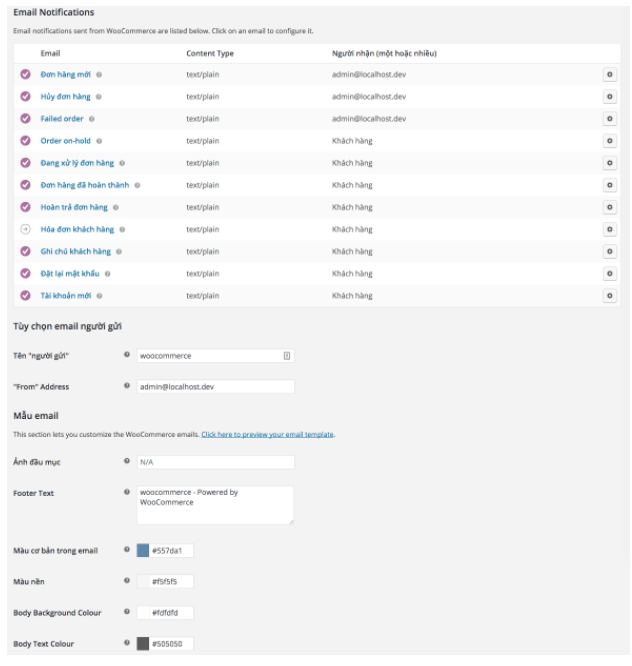 Email Notifications
Email notifications sent from WooCommerce are listed below. Click on an email to configure it.
Email Content Type Người nhận (một hoặc nhiều)
Đơn hàng mới text/plain admin@localhost.dev
Hủy đơn hàng text/plain admin@localhost.dev
Failed order text/plain admin@localhost.dev
Order on-hold text/plain Khách hàng
Đang xử lý đơn hàng text/plain Khách hàng
Đơn hàng đã hoàn thành text/plain Khách hàng
Hoàn trả đơn hàng text/plain Khách hàng
Hóa đơn khách hàng text/plain Khách hàng
Ghi chú khách hàng text/plain Khách hàng
Đặt lại mật khẩu text/plain Khách hàng
Tài khoản mới text/plain Khách hàng
Tùy chọn email người gửi
Tên "người gửi" woocommerce
"From" Address admin@localhost.dev
Mẫu email
This section lets you customize the WooCommerce emails. Click here to preview your email template.
Ảnh đầu mục N/A
Footer Text woocommerce - Powered by
WooCommerce
Màu cơ bản trong email #557da1
Màu nền #f5f5f5
Body Background Colour #fdfdfd
Body Text Colour #505050